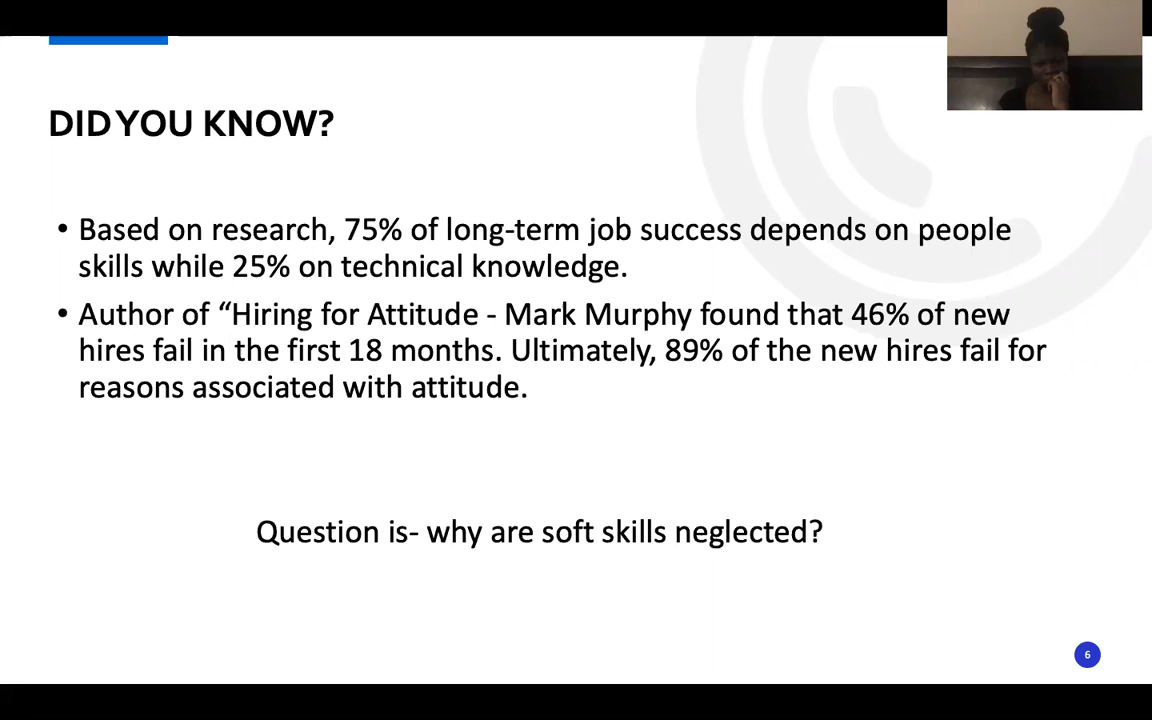 DID YOU KNOW?
• Based on research, 75% of long-term job success depends on people
skills while 25% on technical knowledge.
• Author of “Hiring for Attitude - Mark Murphy found that 46% of new
hires fail in the first 18 months. Ultimately, 89% of the new hires fail for
reasons associated with attitude.
Question is- why are soft skills neglected?
6